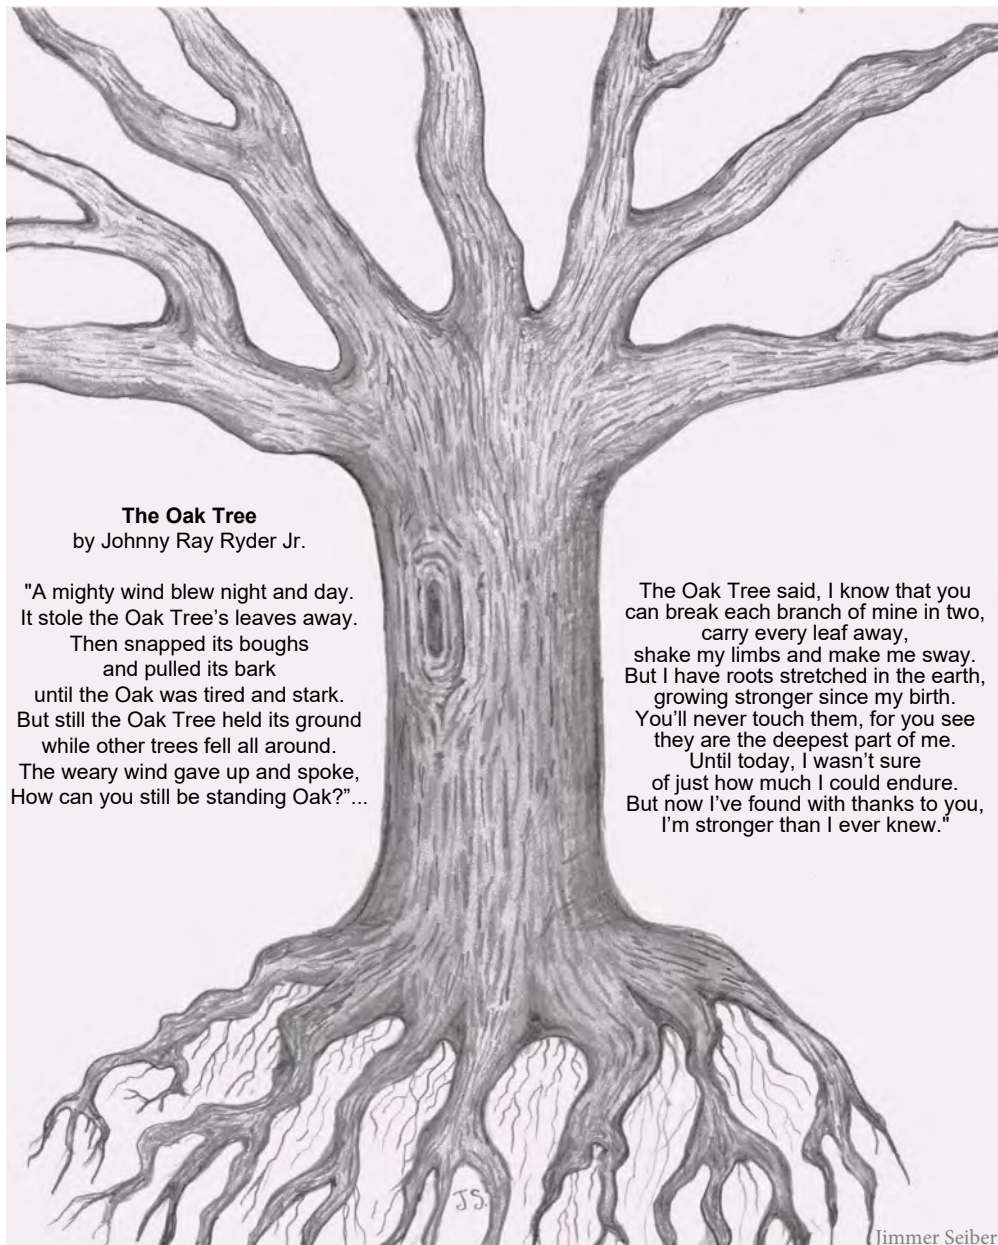 The Oak Tree
by Johnny Ray Ryder Jr.
"A mighty wind blew night and day.
It stole the Oak Tree’s leaves away.
Then snapped its boughs
and pulled its bark
until the Oak was tired and stark.
But still the Oak Tree held its ground
while other trees fell all around.
The weary wind gave up and spoke,
How can you still be standing Oak?”...
The Oak Tree said, I know that you
can break each branch of mine in two,
carry every leaf away,
shake my limbs and make me sway.
But I have roots stretched in the earth,
growing stronger since my birth.
You’ll never touch them, for you see
they are the deepest part of me.
Until today, I wasn’t sure
of just how much I could endure.
But now I’ve found with thanks to you,
I’m stronger than I ever knew."
JS.
Jimmer Seiber